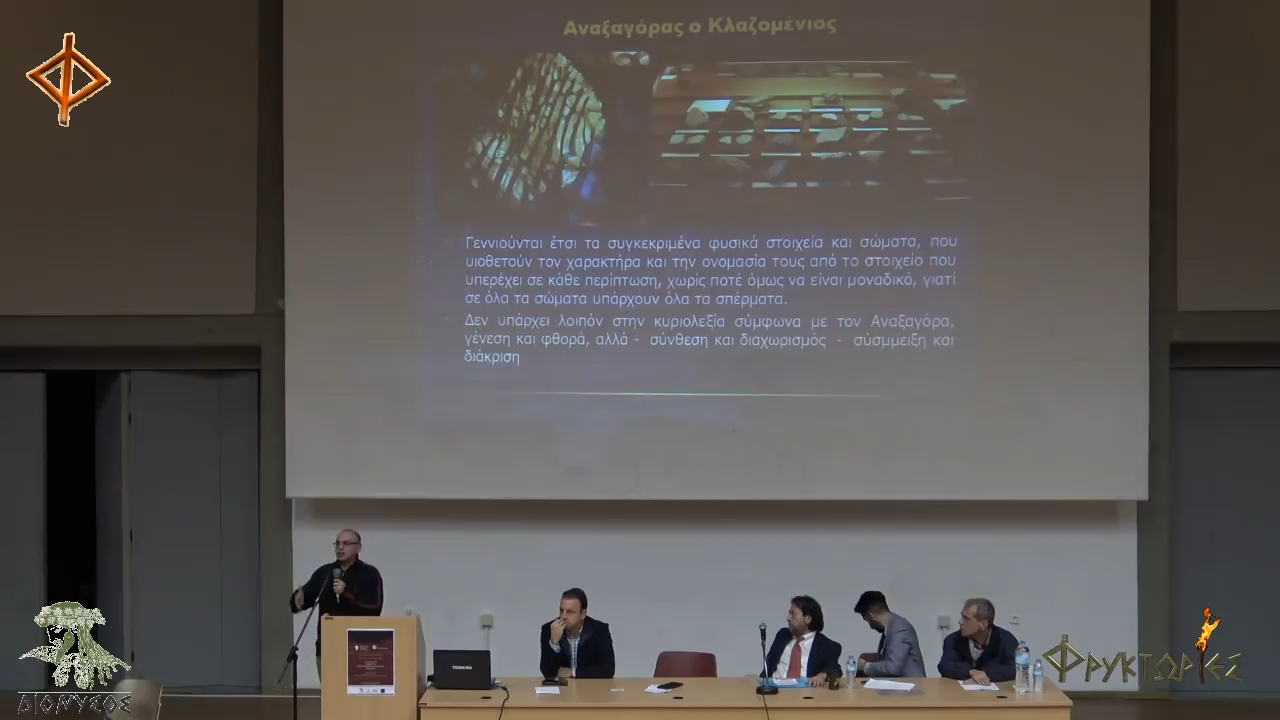 Αναξαγόρας ο Κλαζομένιος
Γεννιούνται έτσι τα συγκεκριμένα φυσικά στοιχεία και σώματα, που
υιοθετούν τον χαρακτήρα και την ονομασία τους από το στοιχείο που
υπερέχει σε κάθε περίπτωση, χωρίς ποτέ όμως να είναι μοναδικό, γιατί
σε όλα τα σώματα υπάρχουν όλα τα σπέρματα.
Δεν υπάρχει λοιπόν στην κυριολεξία σύμφωνα με τον Αναξαγόρα,
γένεση και φθορά, αλλά - σύνθεση και διαχωρισμός - σύσμμειξη και
διάκριση
TOSHIBA
ΔΙΟΝΥΣΟΣ
ΦΡΥΚΤΩΡΙΕΣ